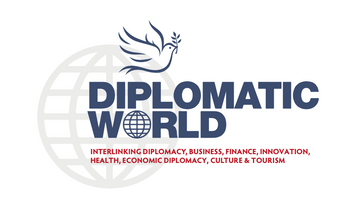 DIPLOMATIC
WORLD
INTERLINKING DIPLOMACY, BUSINESS, FINANCE, INNOVATION,
HEALTH, ECONOMIC DIPLOMACY, CULTURE & TOURISM